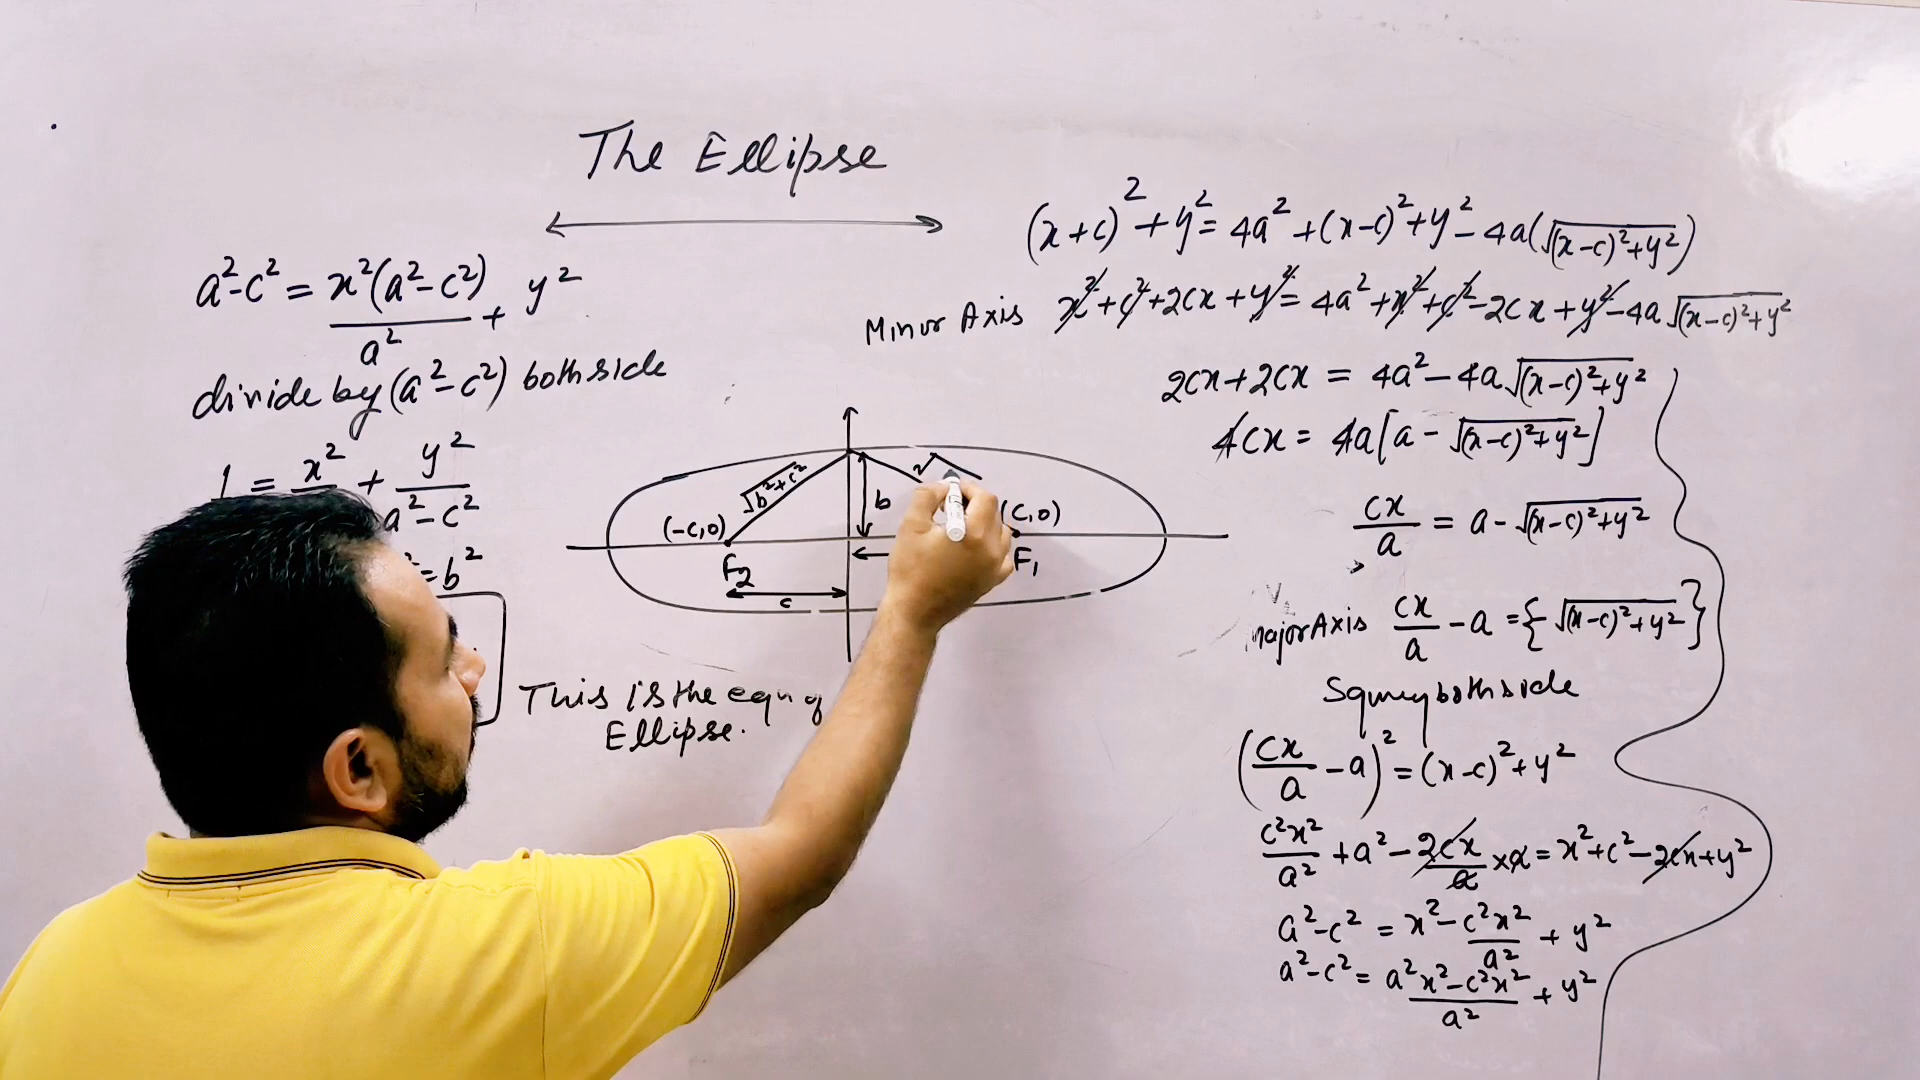 The Ellipse
a²-c² = x²(a²-c²)/a² + y²
divide by (a²-c²) both side
1 = x²/ + y²/a²-c²
²=b²
This is the eqn of
Ellipse.
Minor Axis
√b²+c²
b
(-c,0)
(c,0)
F2
F1
c
(x+c)²+y²= 4a²+(x-c)²+y²-4a(√(x-c)²+y²)
x²+c²+2cx+y²= 4a²+x²+c²-2cx+y²-4a√(x-c)²+y²
2cx+2cx = 4a²-4a√(x-c)²+y²
4cx = 4a[a-√(x-c)²+y²]
cx/a = a-√(x-c)²+y²
major Axis
cx/a - a = {-√(x-c)²+y²}
(cx/a - a)² = (x-c)²+y²
c²x²/a² + a² - 2cx/a × a = x²+c²-2cx+y²
a²-c² = x²-c²x²/a² + y²
a²-c² = a²x²-c²x²/a² + y²